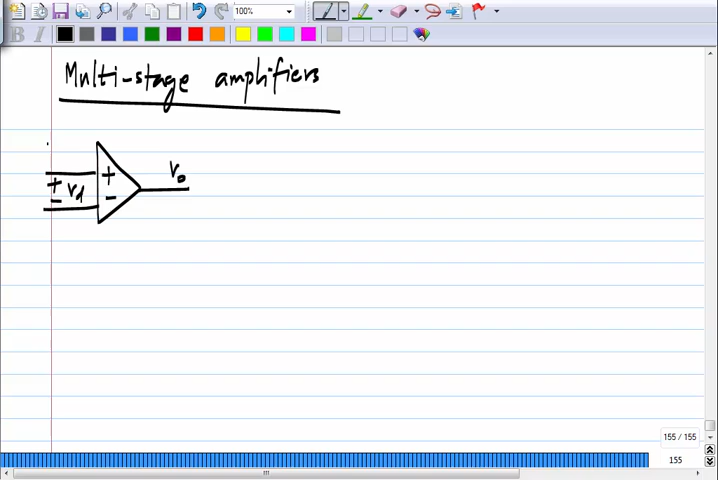 100%
B I
Multi-stage amplifiers
+ +
- vd - vo
155 / 155
155